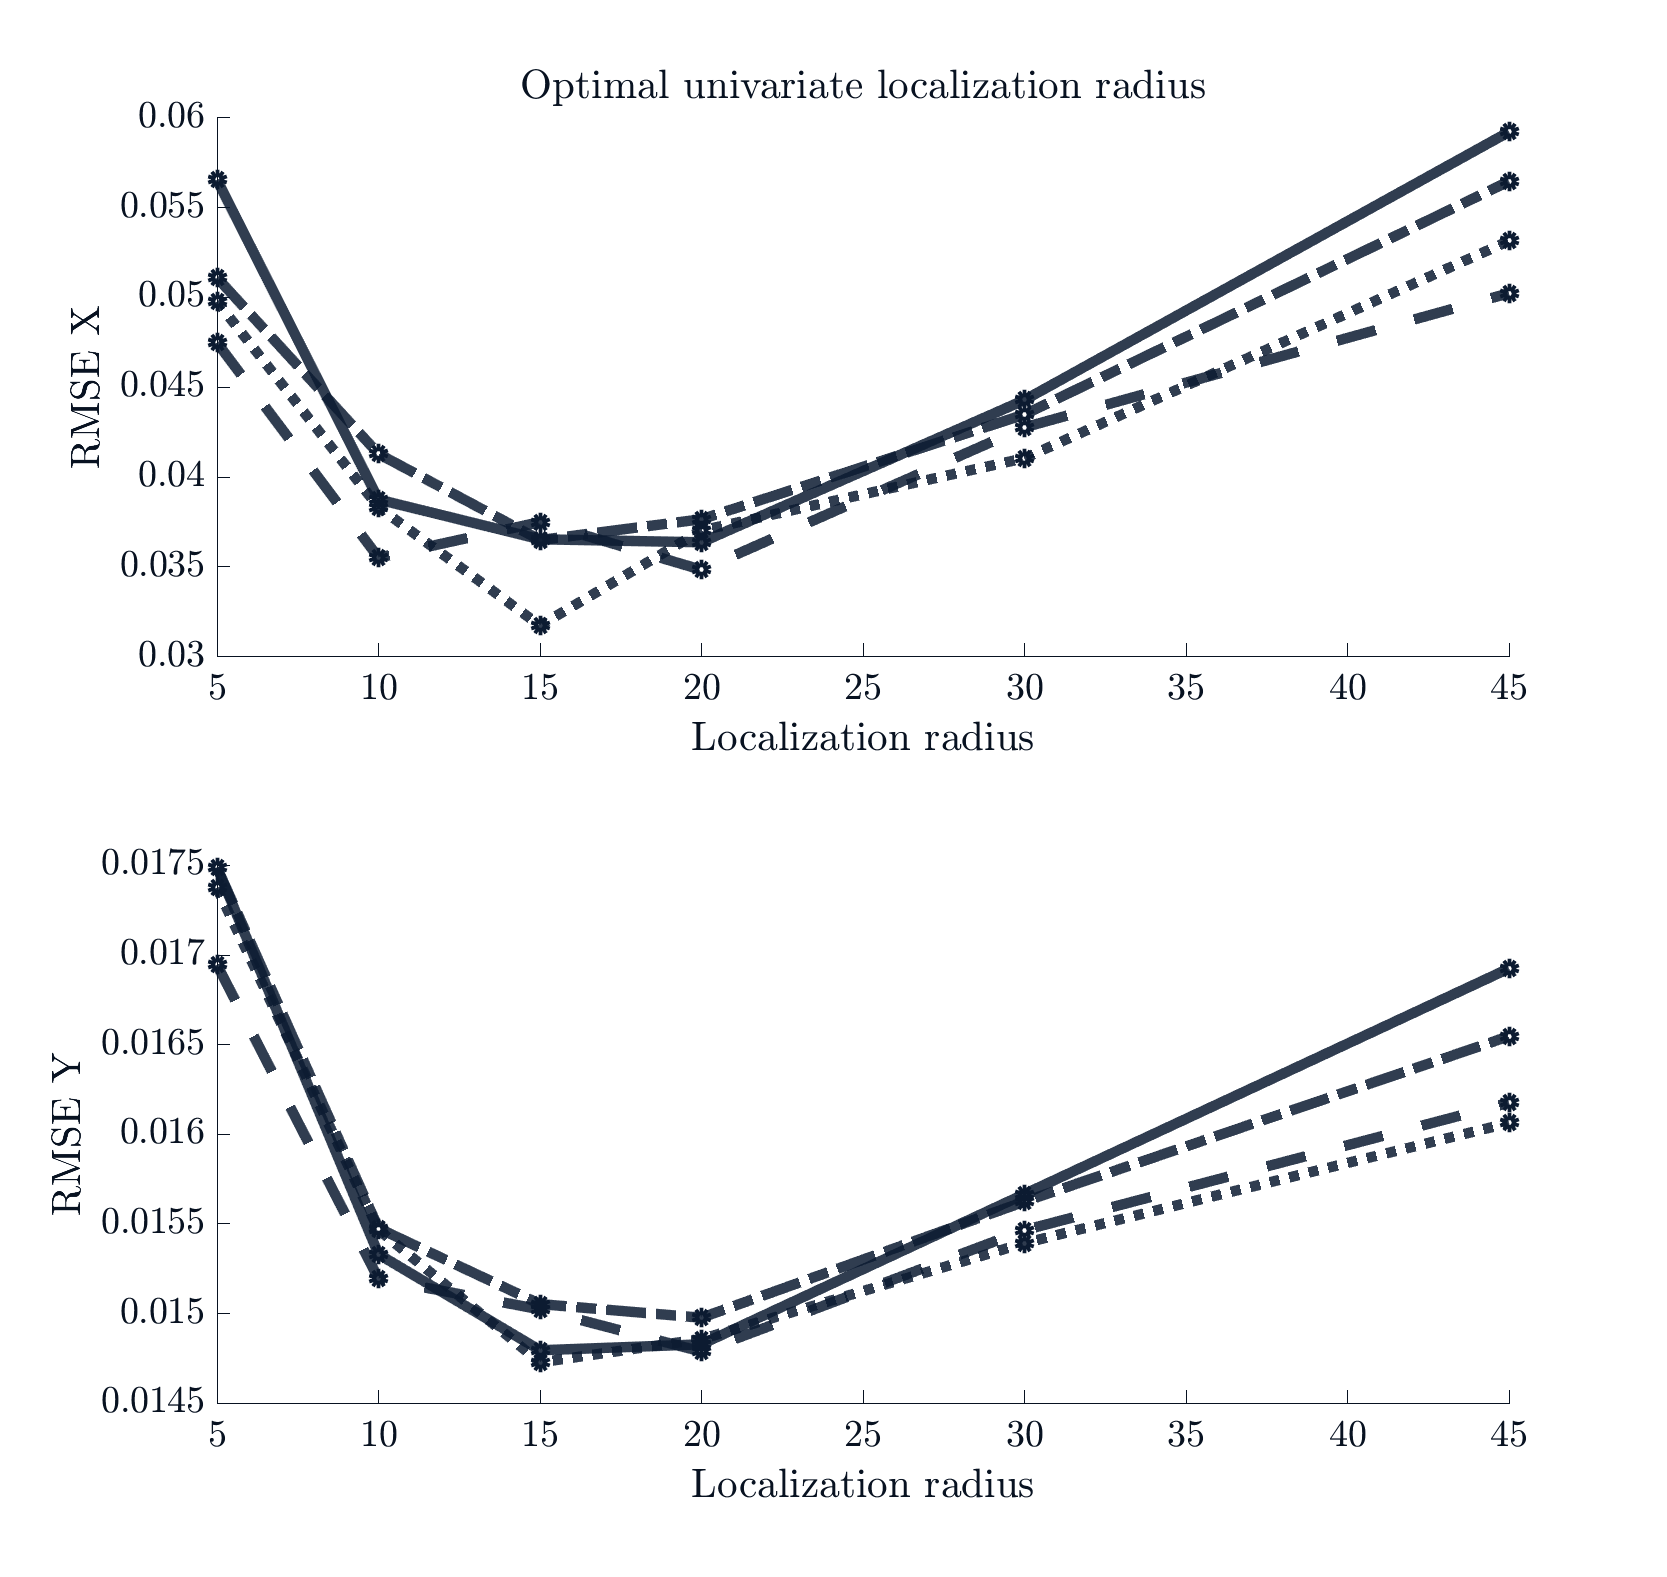 Optimal univariate localization radius
0.06
0.055
0.05
0.045
0.04
0.035
0.03
RMSE X
5 10 15 20 25 30 35 40 45
Localization radius
0.0175
0.017
0.0165
0.016
0.0155
0.015
0.0145
RMSE Y
5 10 15 20 25 30 35 40 45
Localization radius